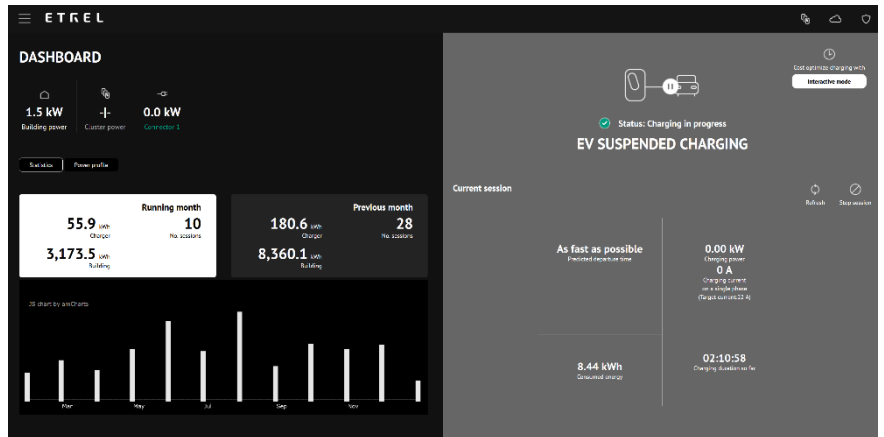 ETREL
DASHBOARD
1.5 kW
Building power
-|-
Cluster power
0.0 kW
Connector 1
Statistics
Power profile
Running month
55.9 kWh
Charger
10
No. sessions
3,173.5 kWh
Building
Previous month
180.6 kWh
Charger
28
No. sessions
8,360.1 kWh
Building
JS chart by amCharts
Mar May Jul Sep Nov
Cost optimize charging with
Interactive mode
Status: Charging in progress
EV SUSPENDED CHARGING
Current session
Refresh
Stop session
As fast as possible
Predicted departure time
0.00 kW
Charging power
0 A
Charging current
on a single phase
(Target current:22 A)
8.44 kWh
Consumed energy
02:10:58
Charging duration so far